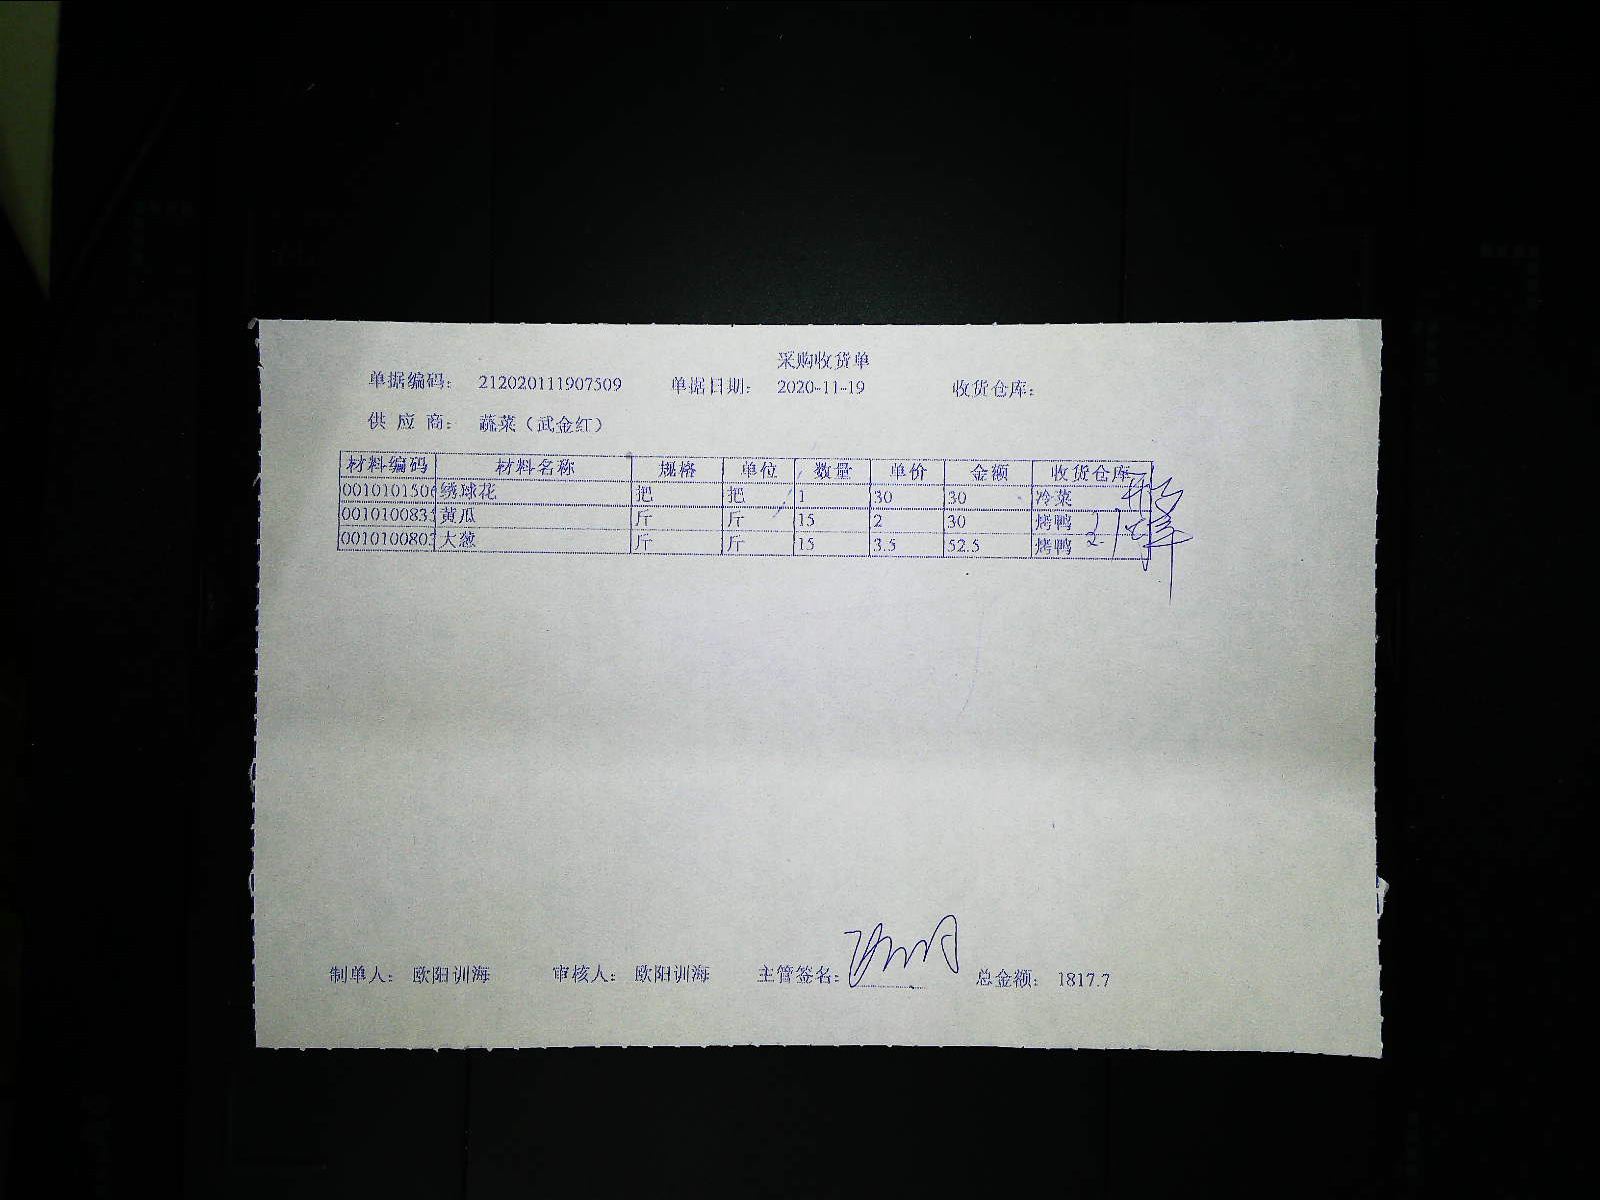 采购收货单
单据编码： 212020111907509 单据日期： 2020-11-19 收货仓库：
供 应 商： 蔬菜（武金红）
材料编码 材料名称 规格 单位 数量 单价 金额 收货仓库
0010101506 绣球花 把 把 1 30 30 冷菜
001010083 黄瓜 斤 斤 15 2 30 烤鸭
001010080 大葱 斤 斤 15 3.5 52.5 烤鸭
制单人： 欧阳训海 审核人： 欧阳训海 主管签名： 总金额： 1817.7